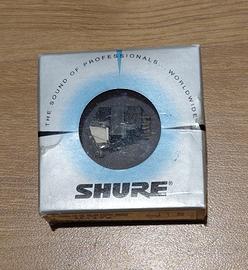 THE SOUND OF PROFESSIONALS... WORLDWIDE®
SHURE®